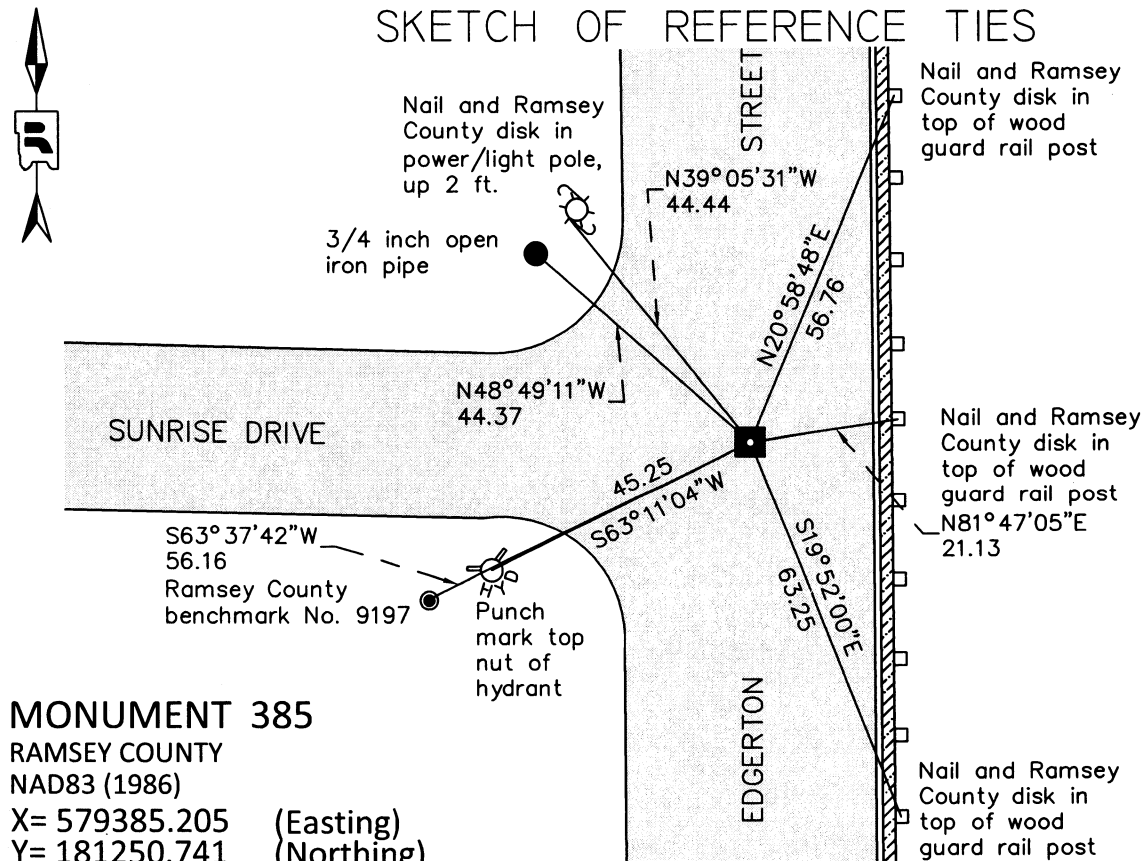 SKETCH OF REFERENCE TIES
Nail and Ramsey
County disk in
power/light pole,
up 2 ft.
3/4 inch open
iron pipe
STREET
N39°05'31"W
44.44
N20°58'48"E
56.76
Nail and Ramsey
County disk in
top of wood
guard rail post
N48°49'11"W
44.37
SUNRISE DRIVE
45.25
S63°11'04"W
Nail and Ramsey
County disk in
top of wood
guard rail post
N81°47'05"E
21.13
S63°37'42"W
56.16
Ramsey County
benchmark No. 9197
HYD
Punch
mark top
nut of
hydrant
S19°52'00"E
63.25
EDGERTON
Nail and Ramsey
County disk in
top of wood
guard rail post
MONUMENT 385
RAMSEY COUNTY
NAD83 (1986)
X= 579385.205 (Easting)
Y= 181250.741 (Northing)